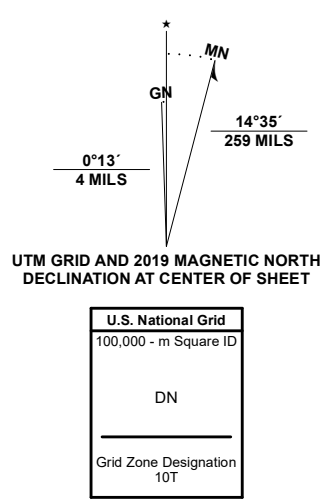 ★
MN
GN
14°35´
259 MILS
0°13´
4 MILS
UTM GRID AND 2019 MAGNETIC NORTH
DECLINATION AT CENTER OF SHEET
U.S. National Grid
100,000 - m Square ID
DN
Grid Zone Designation
10T